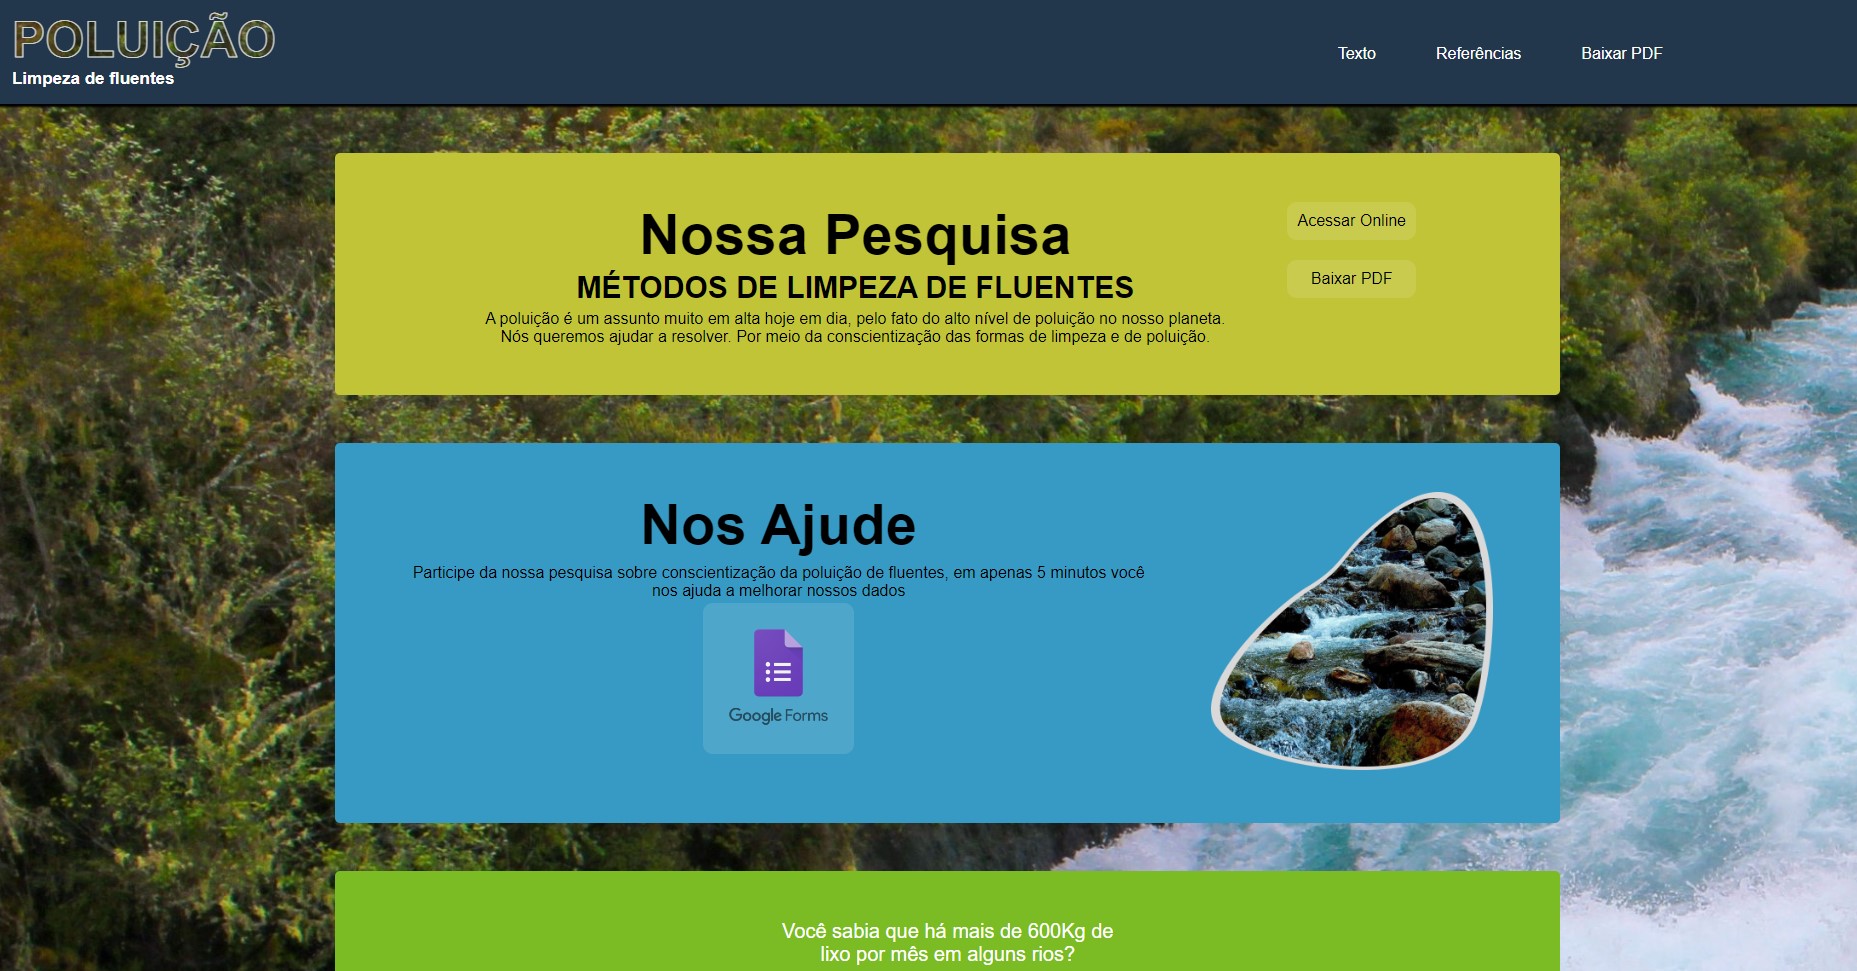 POLUIÇÃO
Limpeza de fluentes
Texto
Referências
Baixar PDF
Nossa Pesquisa
MÉTODOS DE LIMPEZA DE FLUENTES
A poluição é um assunto muito em alta hoje em dia, pelo fato do alto nível de poluição no nosso planeta.
Nós queremos ajudar a resolver. Por meio da conscientização das formas de limpeza e de poluição.
Acessar Online
Baixar PDF
Nos Ajude
Participe da nossa pesquisa sobre conscientização da poluição de fluentes, em apenas 5 minutos você
nos ajuda a melhorar nossos dados
Google Forms
Você sabia que há mais de 600Kg de
lixo por mês em alguns rios?